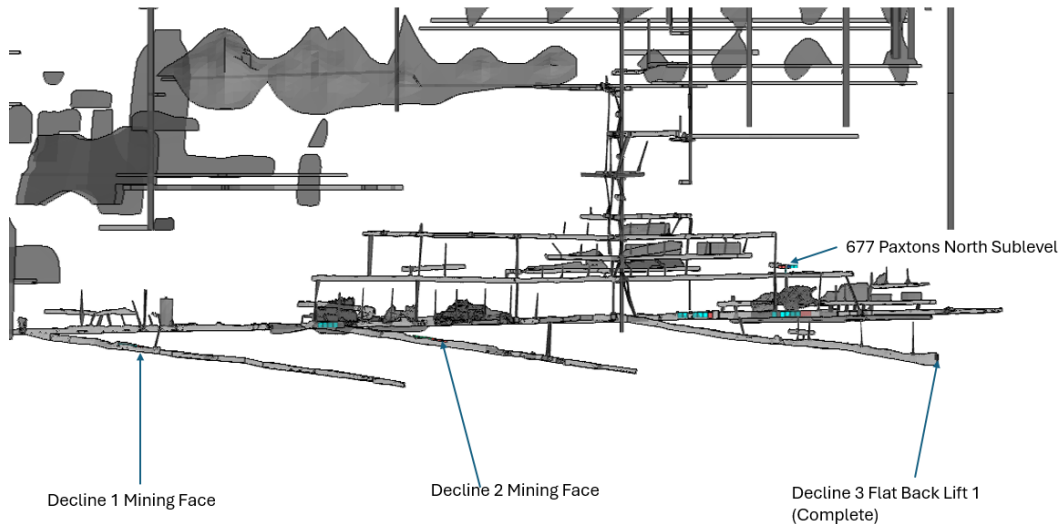 677 Paxtons North Sublevel
Decline 1 Mining Face
Decline 2 Mining Face
Decline 3 Flat Back Lift 1
(Complete)